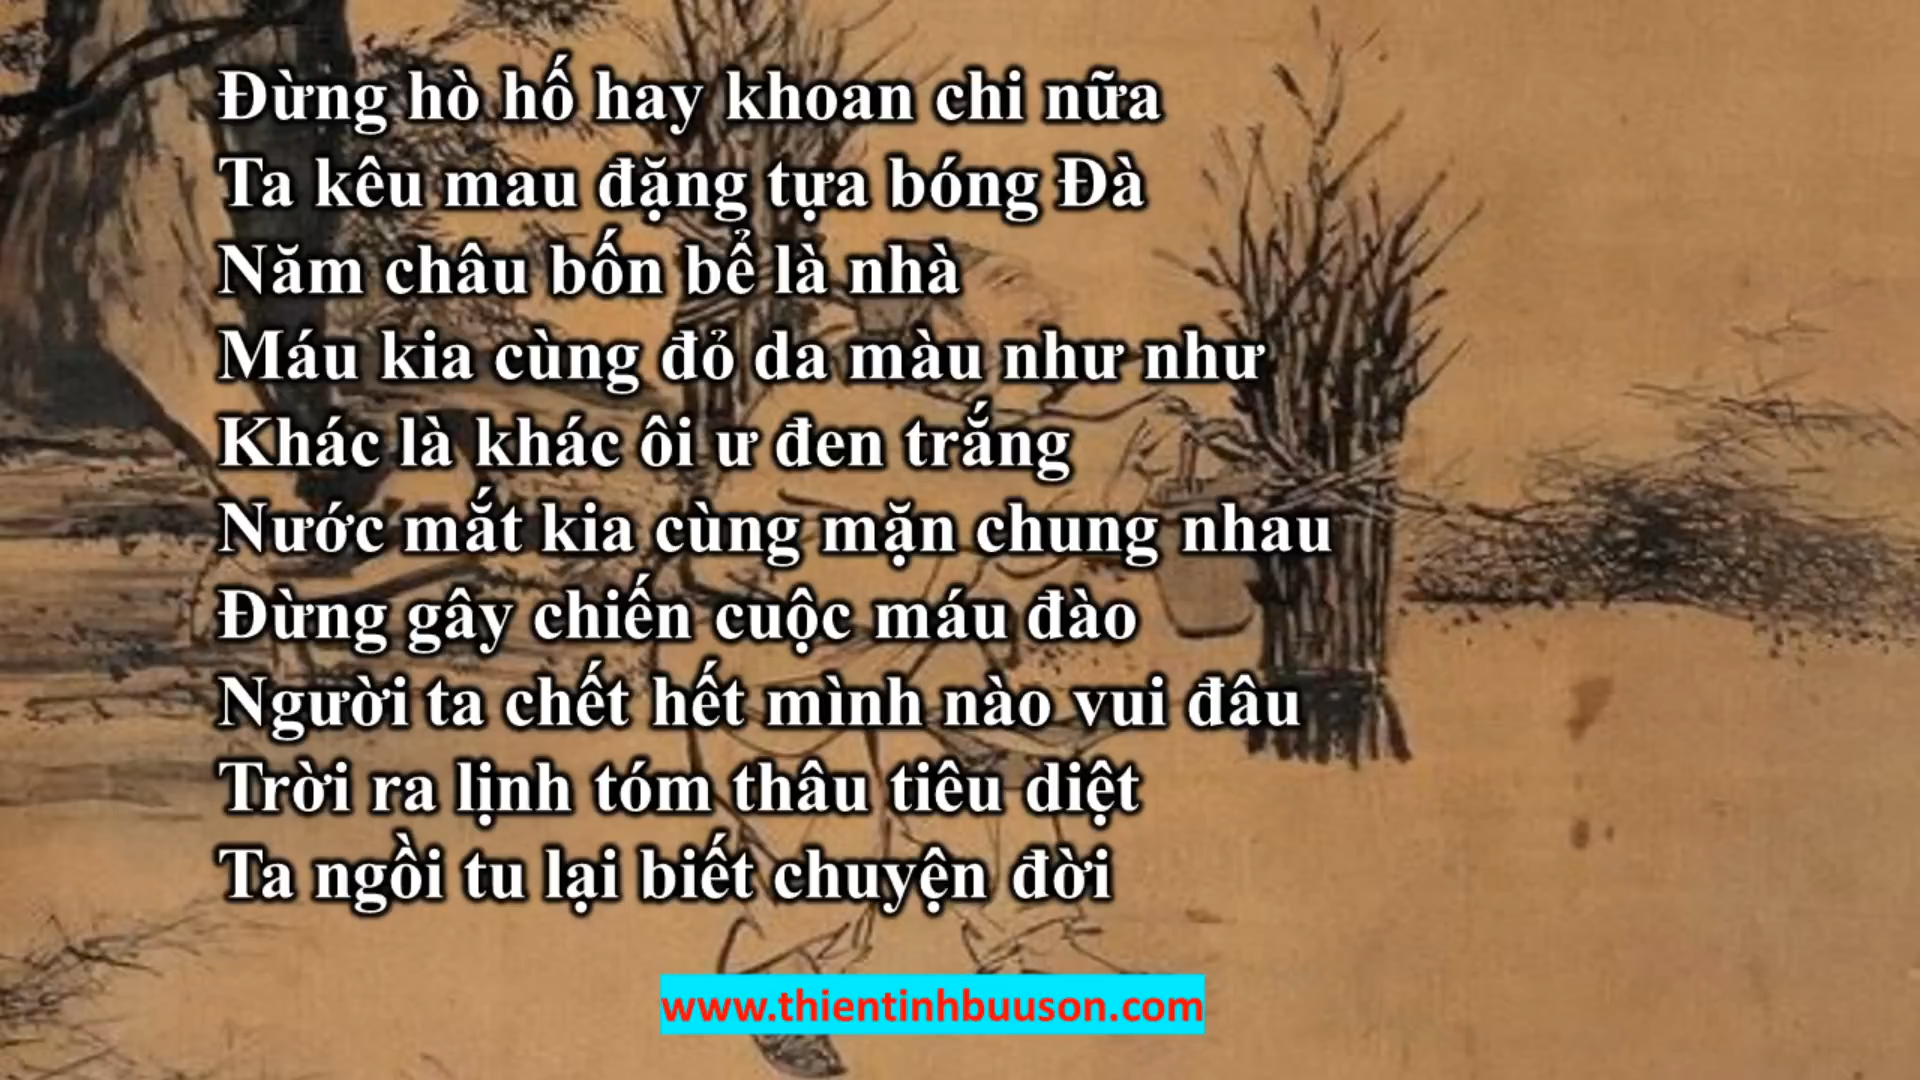 Đừng hò hố hay khoan chi nữa
Ta kêu mau đặng tựa bóng Đà
Năm châu bốn bể là nhà
Máu kia cùng đỏ da màu như như
Khác là khác ôi ư đen trắng
Nước mắt kia cùng mặn chung nhau
Đừng gây chiến cuộc máu đào
Người ta chết hết mình nào vui đâu
Trời ra lịnh tóm thâu tiêu diệt
Ta ngồi tu lại biết chuyện đời
www.thientinhbuuson.com